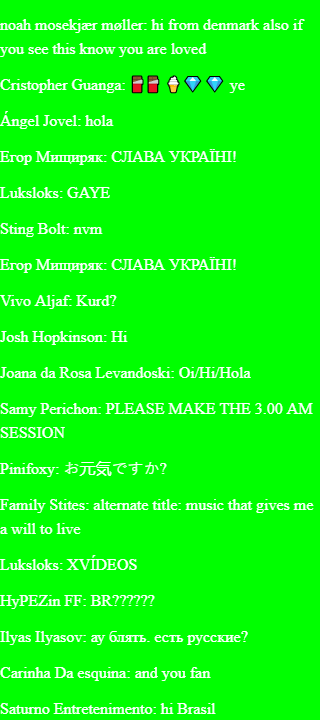 noah mosekjær møller: hi from denmark also if
you see this know you are loved
Cristopher Guanga: 🧧🧧🍦💎💎 ye
Ángel Jovel: hola
Егор Мищиряк: СЛАВА УКРАЇНІ!
Luksloks: GAYE
Sting Bolt: nvm
Егор Мищиряк: СЛАВА УКРАЇНІ!
Vivo Aljaf: Kurd?
Josh Hopkinson: Hi
Joana da Rosa Levandoski: Oi/Hi/Hola
Samy Perichon: PLEASE MAKE THE 3.00 AM
SESSION
Pinifoxy: お元気ですか?
Family Stites: alternate title: music that gives me
a will to live
Luksloks: XVÍDEOS
HyPEZin FF: BR??????
Ilyas Ilyasov: ау блять. есть русские?
Carinha Da esquina: and you fan
Saturno Entretenimento: hi Brasil